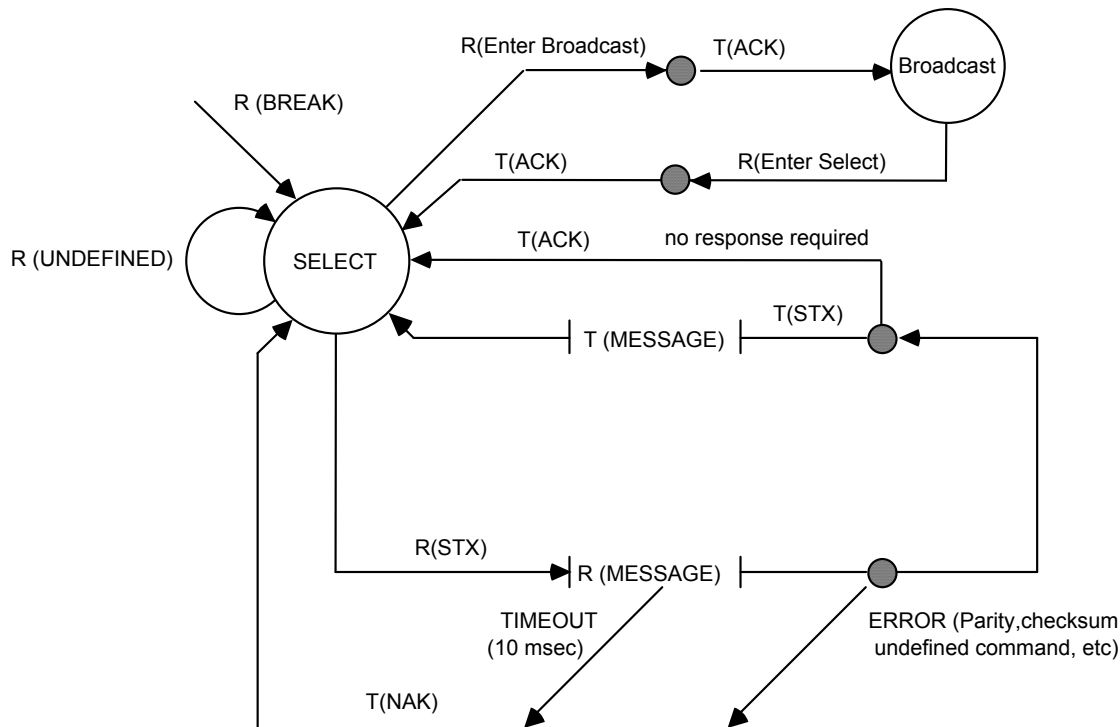 R(Enter Broadcast)
T(ACK)
Broadcast
R (BREAK)
T(ACK)
R(Enter Select)
R (UNDEFINED)
SELECT
T(ACK)
no response required
T(STX)
T (MESSAGE)
R(STX)
R (MESSAGE)
TIMEOUT
(10 msec)
ERROR (Parity,checksum
undefined command, etc)
T(NAK)